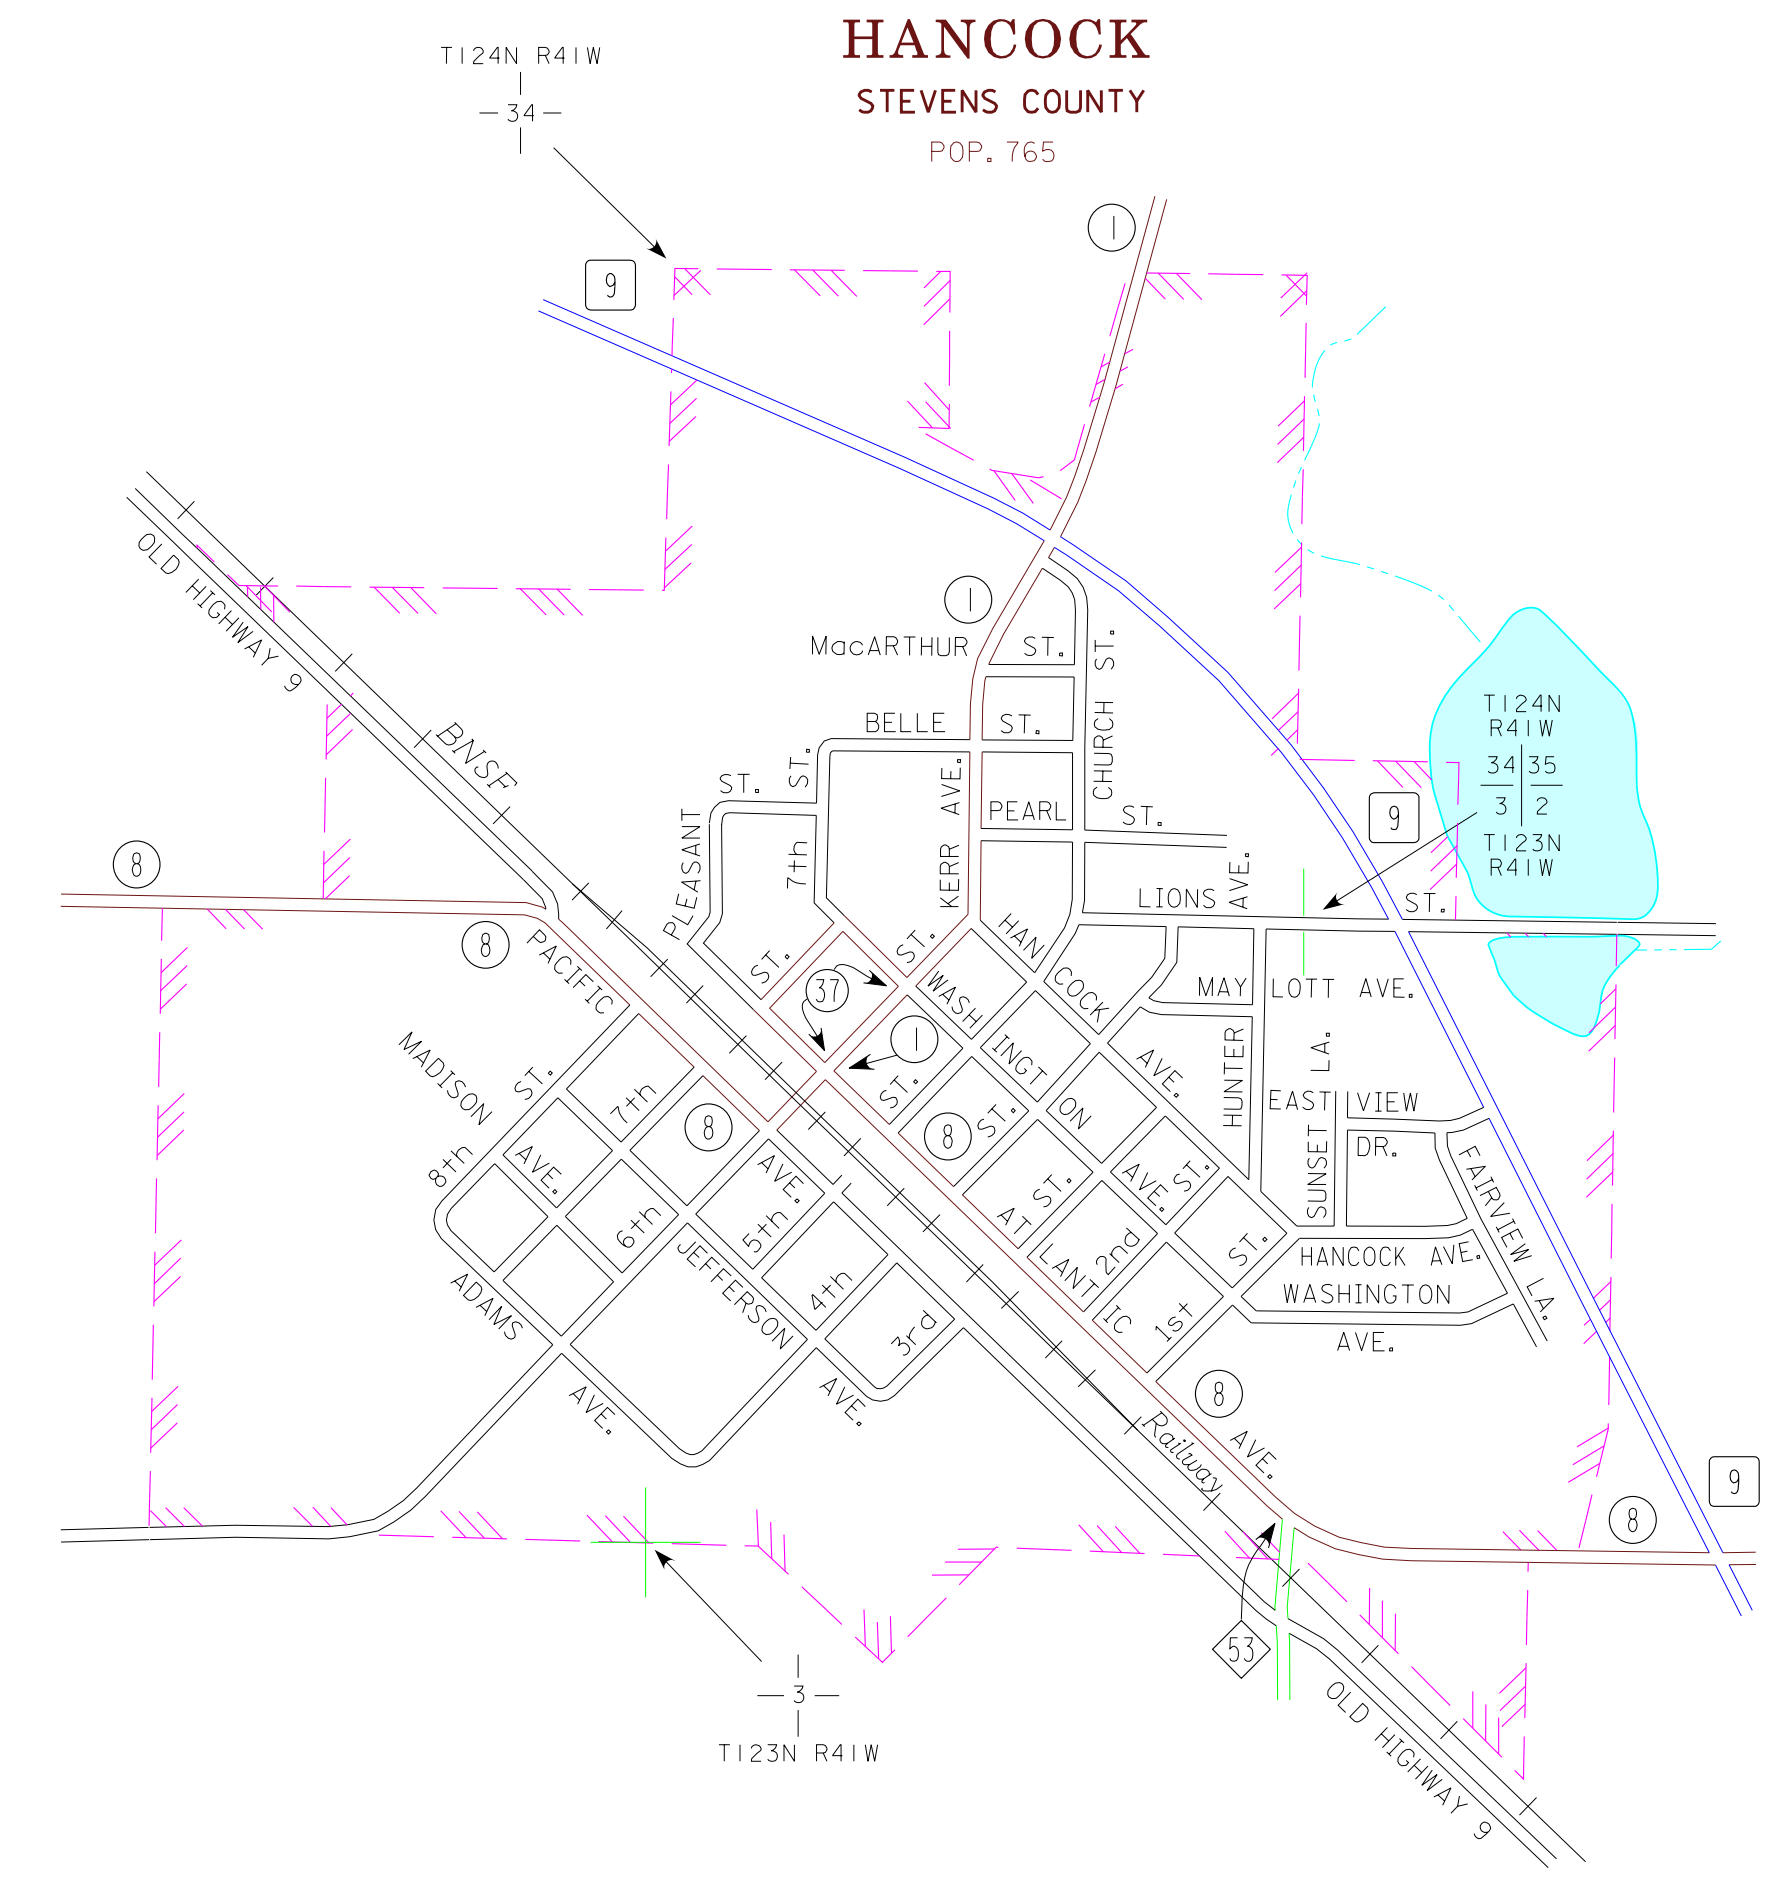 HANCOCK
STEVENS COUNTY
POP. 765
T124N R41W
34
1
9
OLD HIGHWAY 9
1
MacARTHUR ST.
BELLE ST.
CHURCH ST.
BNSF
PLEASANT ST.
7th ST.
KERR AVE.
PEARL ST.
T124N
R41W
34 35
3 2
T123N
R41W
9
8
LIONS AVE.
ST.
8
PACIFIC AVE.
ST.
37
ST.
HANCOCK AVE.
WASHINGTON AVE.
MAY LOTT AVE.
1
MADISON AVE.
ST.
7th
8
ST.
8
ST.
HUNTER
SUNSET LA.
EAST VIEW DR.
FAIRVIEW LA.
8th
6th
5th
ST.
ATLANTIC AVE.
2nd ST.
HANCOCK AVE.
WASHINGTON AVE.
ADAMS AVE.
JEFFERSON AVE.
4th
3rd
1st ST.
8
Railway
9
8
53
3
T123N R41W
OLD HIGHWAY 9